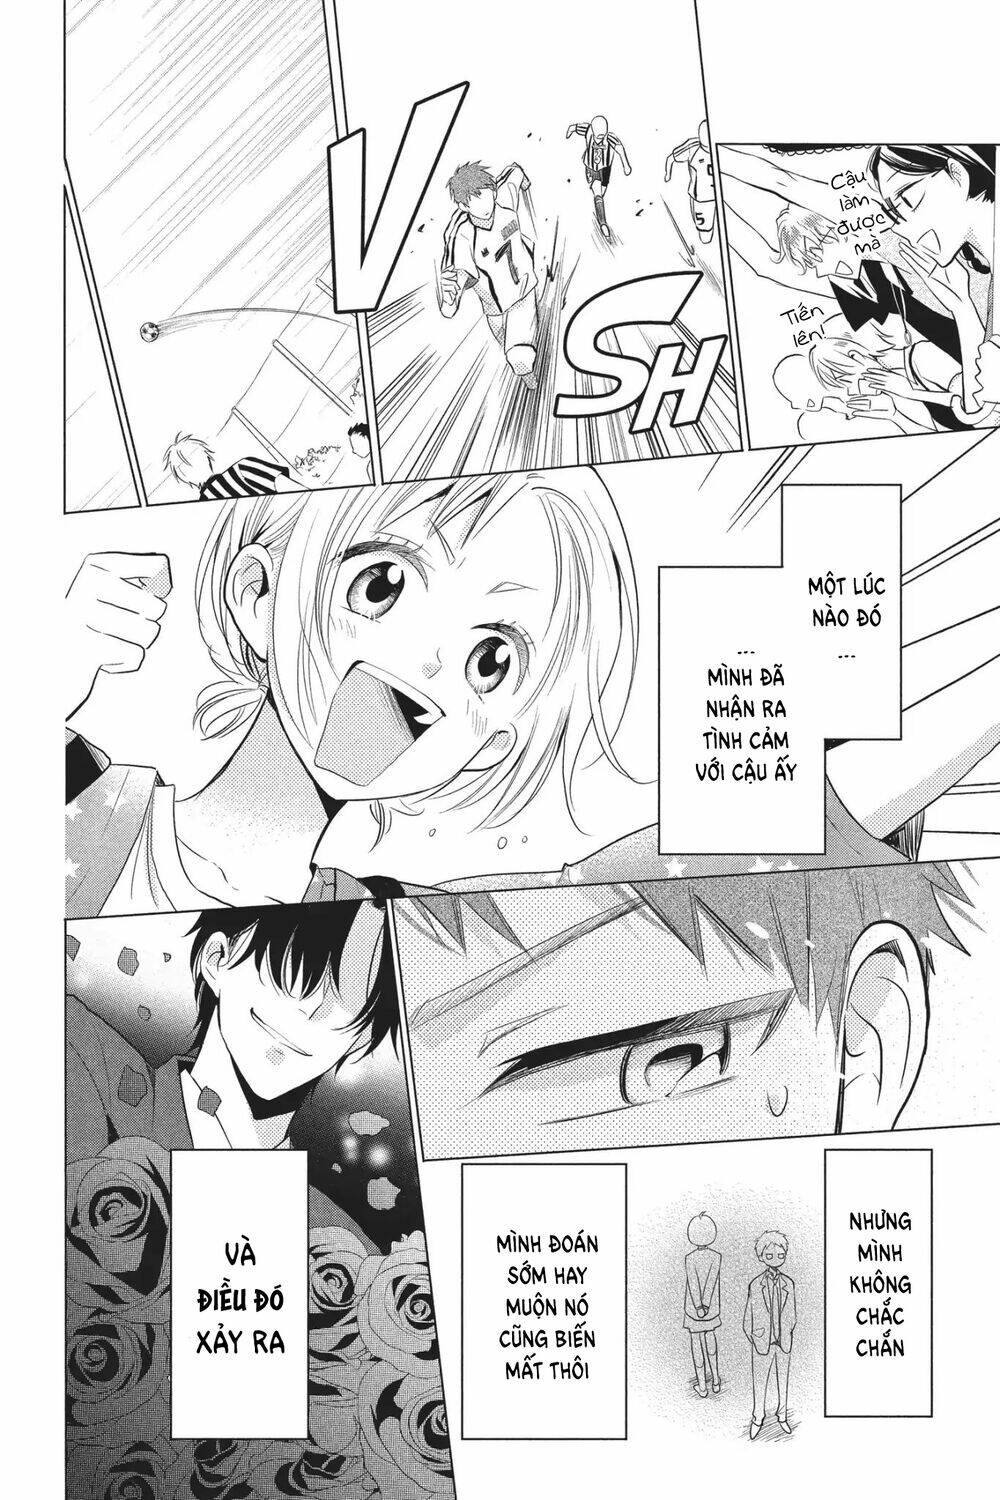 Cậu
làm
được
mà
Tiến
lên!
V
SH
7
5
MỘT LÚC
NÀO ĐÓ
...
...
MÌNH ĐÃ
NHẬN RA
TÌNH CẢM
VỚI CẬU ẤY
NHƯNG
MÌNH
KHÔNG
CHẮC
CHẮN
MÌNH ĐOÁN
SỚM HAY
MUỘN NÓ
CŨNG BIẾN
MẤT THÔI
VÀ
ĐIỀU ĐÓ
XẢY RA